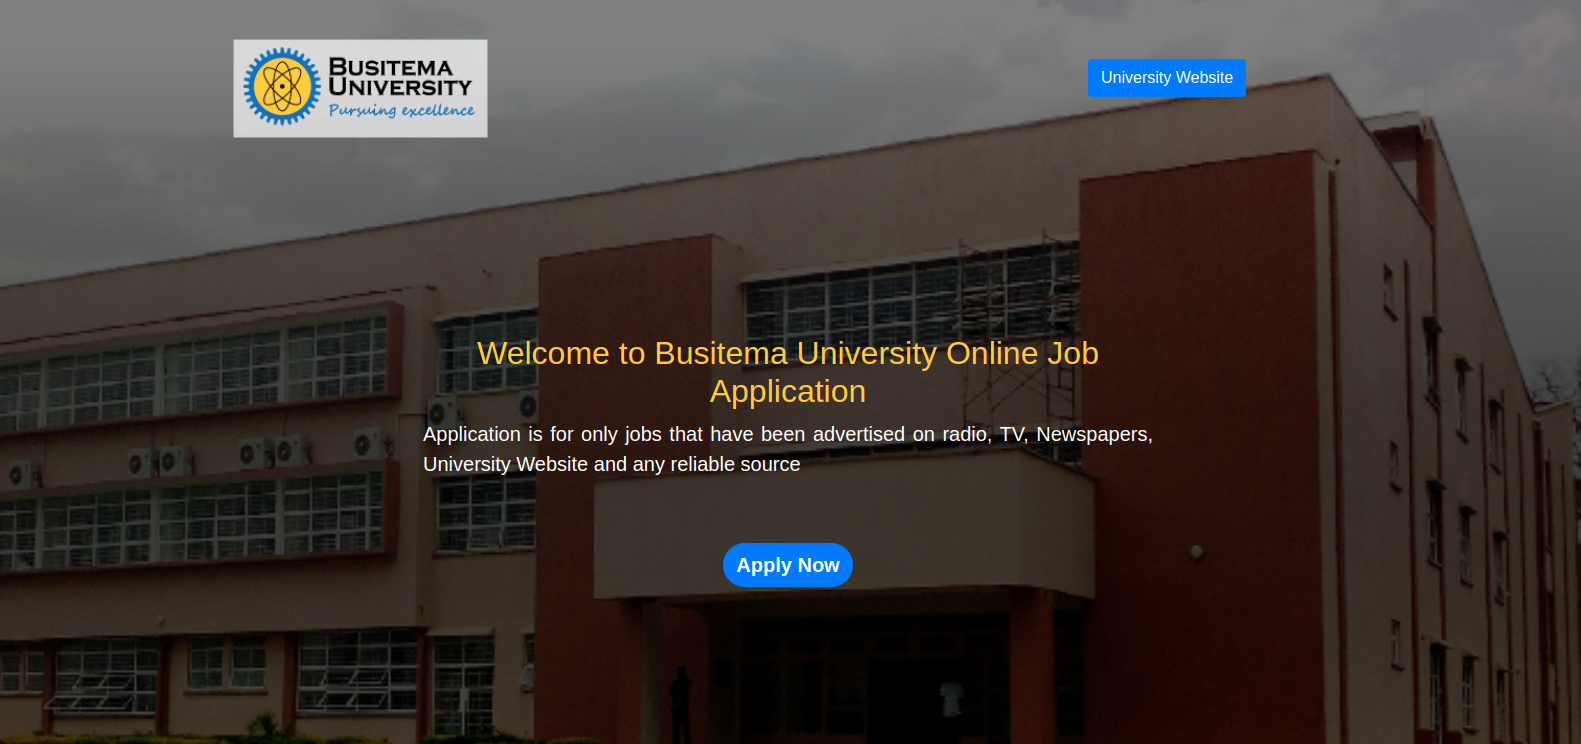 BUSITEMA
UNIVERSITY
Pursuing excellence
University Website
Welcome to Busitema University Online Job
Application
Application is for only jobs that have been advertised on radio, TV, Newspapers,
University Website and any reliable source
Apply Now